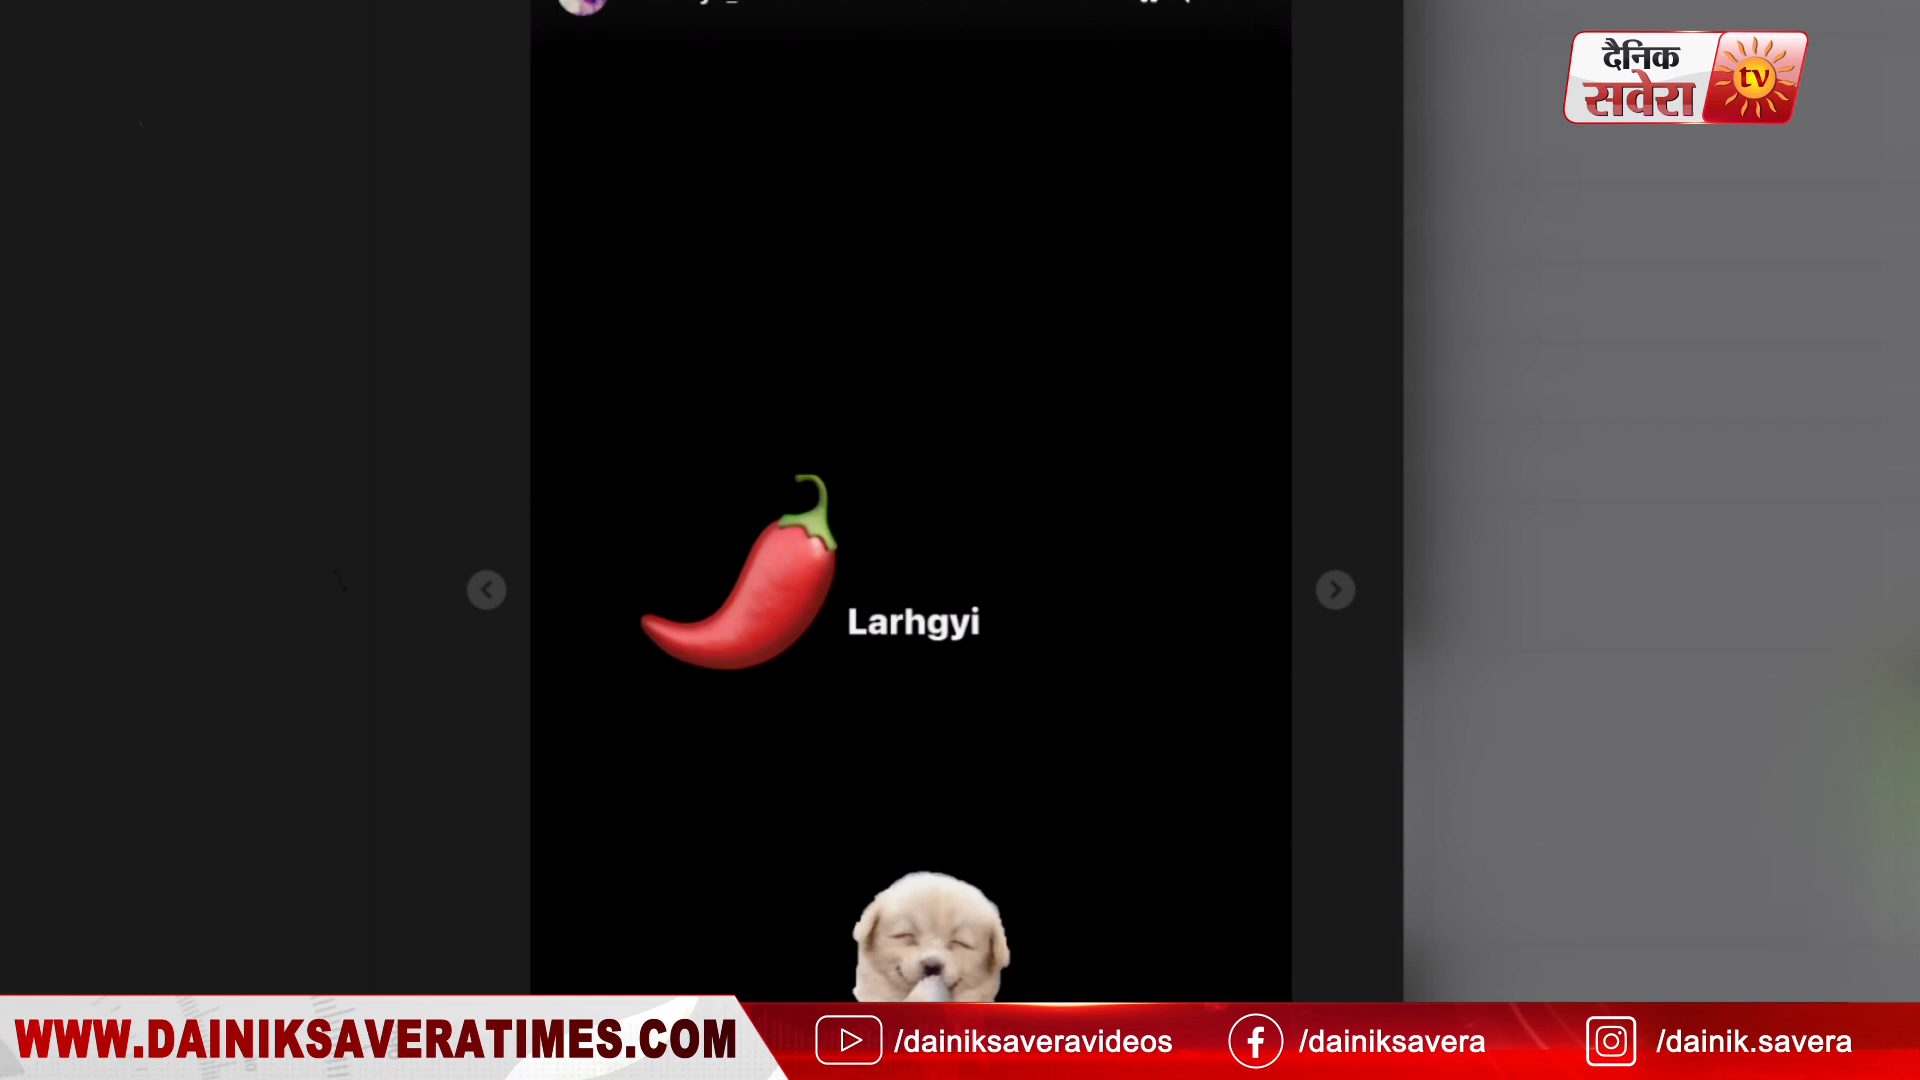 दैनिक
सवेरा
tv
Larhgyi
WWW.DAINIKSAVERATIMES.COM
/dainiksaveravideos
/dainiksavera
/dainik.savera